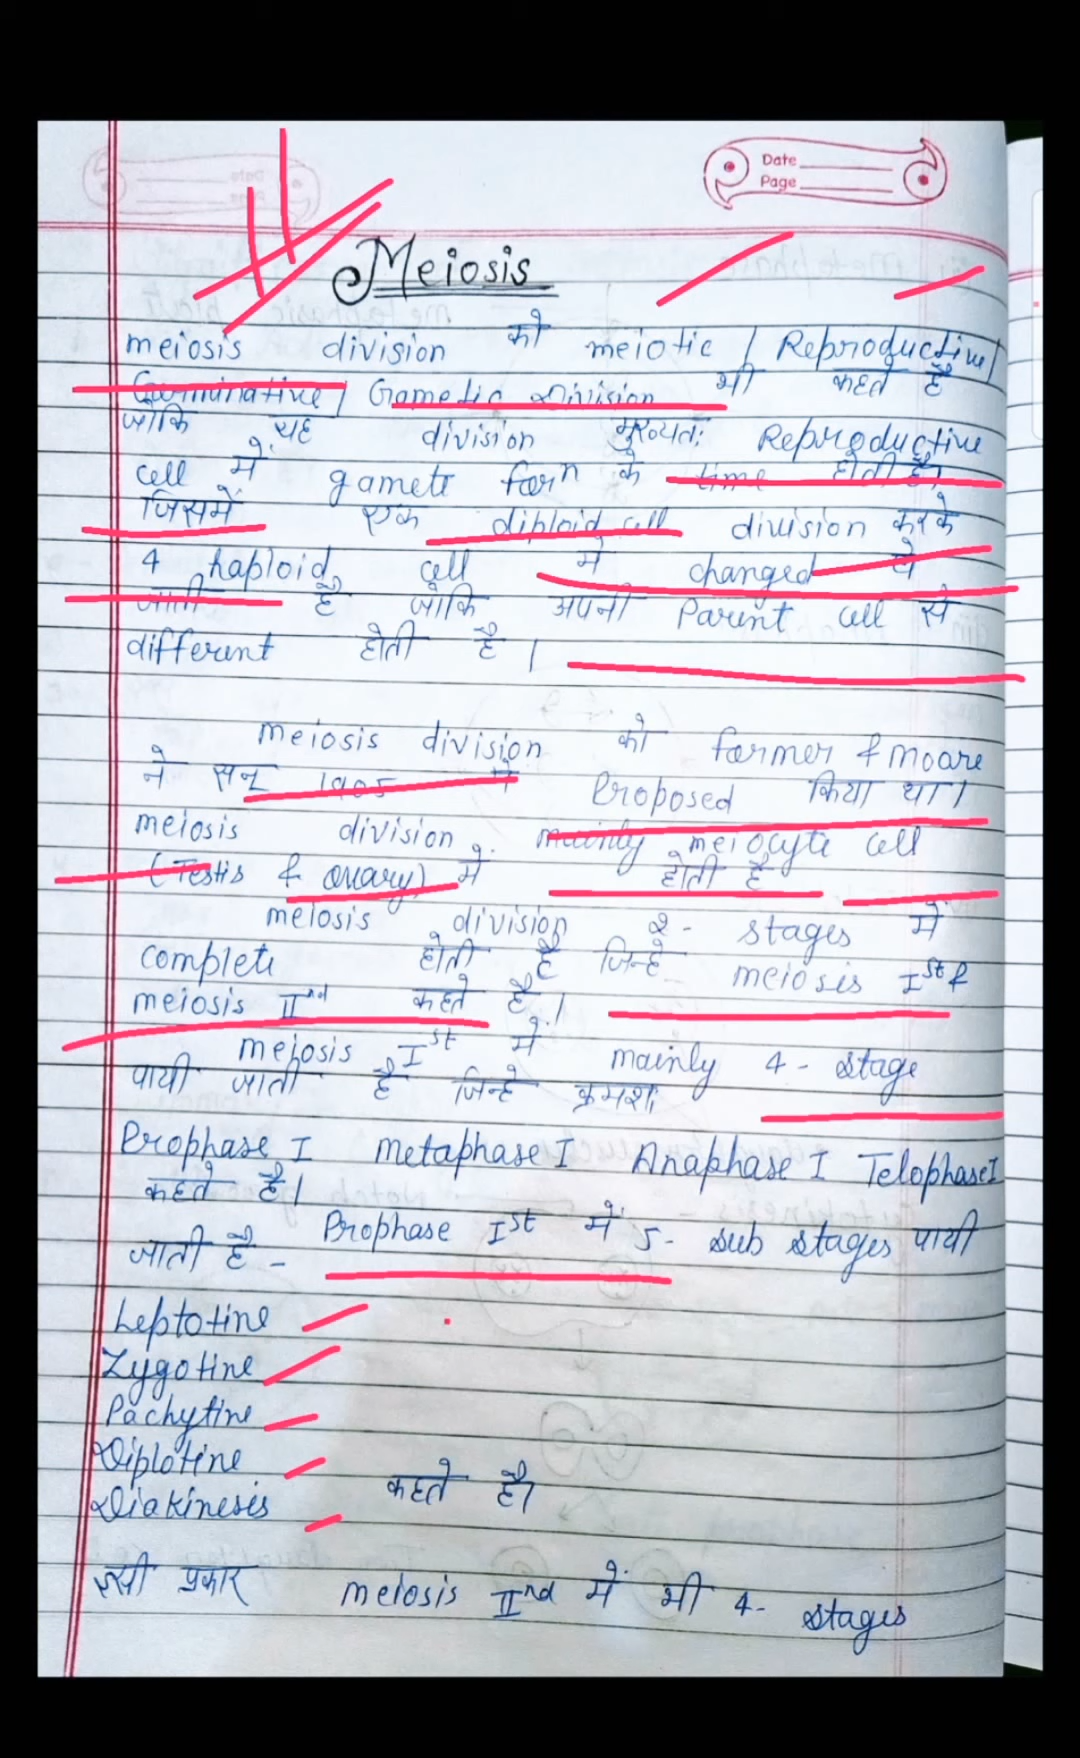 Date
Page
Meiosis
meiosis division को meiotic / Reproductive/
Germinative/ Gametic Division भी कहते है
जोकि यह division मुख्यतः Reproductive
cell में gamete form के time होती है।
जिसमें एक diploid cell division करके
4 haploid cell में changed हो
जाती है जोकि अपनी Parent cell से
different होती है।
meiosis division को farmer & moare
ने सन् 1905 में Proposed किया था।
meiosis division mainly meiocyte cell
(Testis & ovary) में होती है
meiosis division 2- stages में
complete होती है जिन्हे meiosis Ist &
meiosis IInd कहते है।
meiosis Ist में mainly 4- stage
पायी जाती है जिन्हे क्रमशः
Prophase I metaphase I Anaphase I Telophase I
कहते है।
Prophase Ist में 5- sub stages पायी
जाती है -
Leptotine
Zygotine
Pachytine
Diplotine
Diakinesis कहते है।
इसी प्रकार meiosis IInd में भी 4- stages